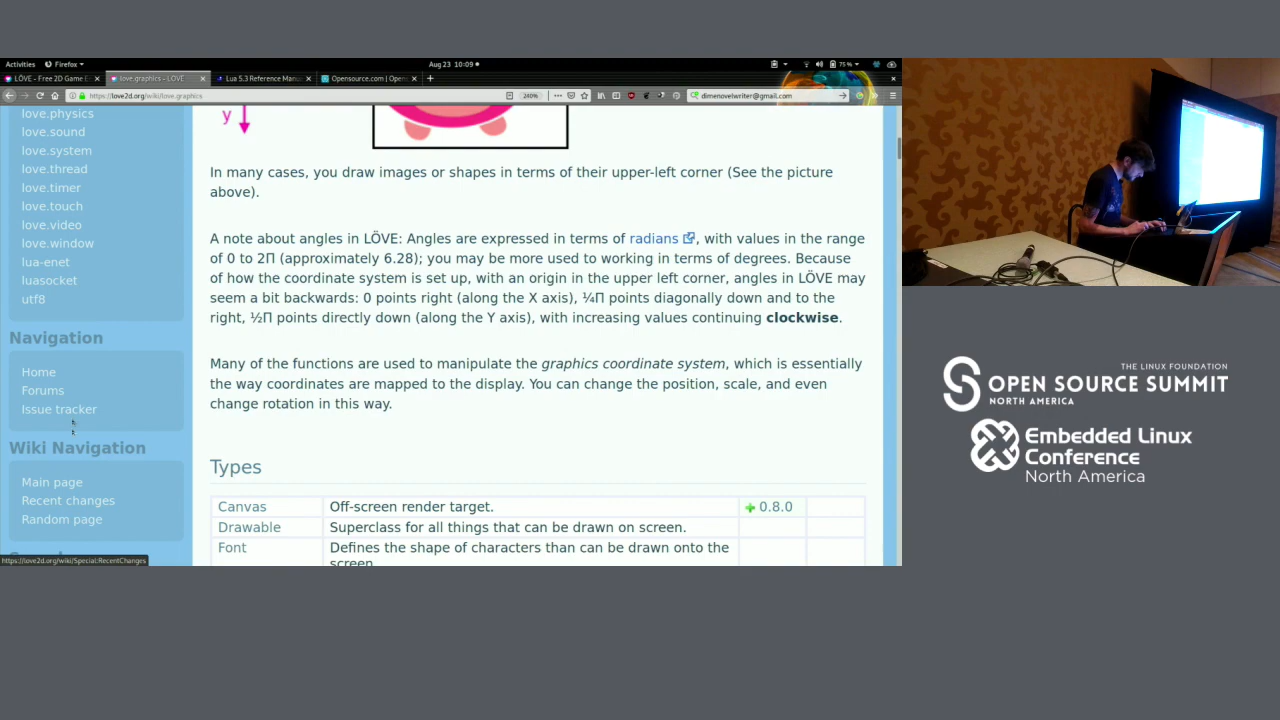 Activities
Firefox
Aug 23 10:09
75 %
LÖVE - Free 2D Game E
love.graphics - LOVE
Lua 5.3 Reference Manu
Opensource.com | Opens
https://love2d.org/wiki/love.graphics
240%
dimenovelwriter@gmail.com
love.physics
love.sound
love.system
love.thread
love.timer
love.touch
love.video
love.window
lua-enet
luasocket
utf8
Navigation
Home
Forums
Issue tracker
Wiki Navigation
Main page
Recent changes
Random page
https://love2d.org/wiki/Special:RecentChanges
y
In many cases, you draw images or shapes in terms of their upper-left corner (See the picture
above).
A note about angles in LÖVE: Angles are expressed in terms of radians, with values in the range
of 0 to 2Π (approximately 6.28); you may be more used to working in terms of degrees. Because
of how the coordinate system is set up, with an origin in the upper left corner, angles in LÖVE may
seem a bit backwards: 0 points right (along the X axis), ¼Π points diagonally down and to the
right, ½Π points directly down (along the Y axis), with increasing values continuing clockwise.
Many of the functions are used to manipulate the graphics coordinate system, which is essentially
the way coordinates are mapped to the display. You can change the position, scale, and even
change rotation in this way.
Types
Canvas Off-screen render target. 0.8.0
Drawable Superclass for all things that can be drawn on screen.
Font Defines the shape of characters than can be drawn onto the
screen.
THE LINUX FOUNDATION
OPEN SOURCE SUMMIT
NORTH AMERICA
Embedded Linux
Conference
North America